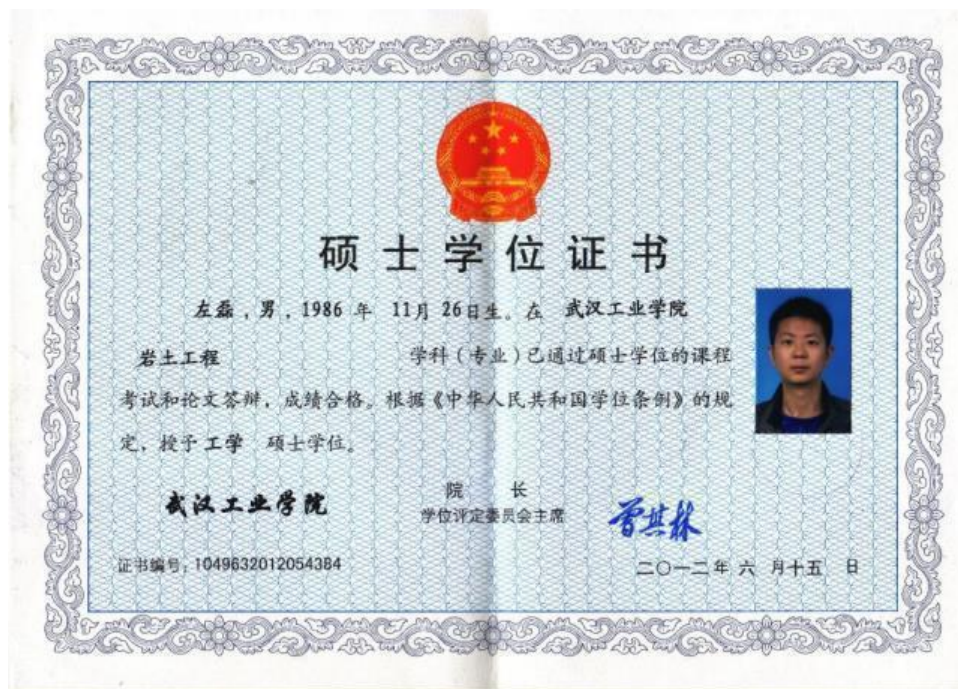 硕士学位证书
左磊，男，1986 年 11月 26日生。在 武汉工业学院
岩土工程 学科（专业）已通过硕士学位的课程
考试和论文答辩，成绩合格。根据《中华人民共和国学位条例》的规
定，授予 工学 硕士学位。
武汉工业学院
院 长
学位评定委员会主席
曾其林
证书编号：1049632012054384
二〇一二年 六 月十五 日